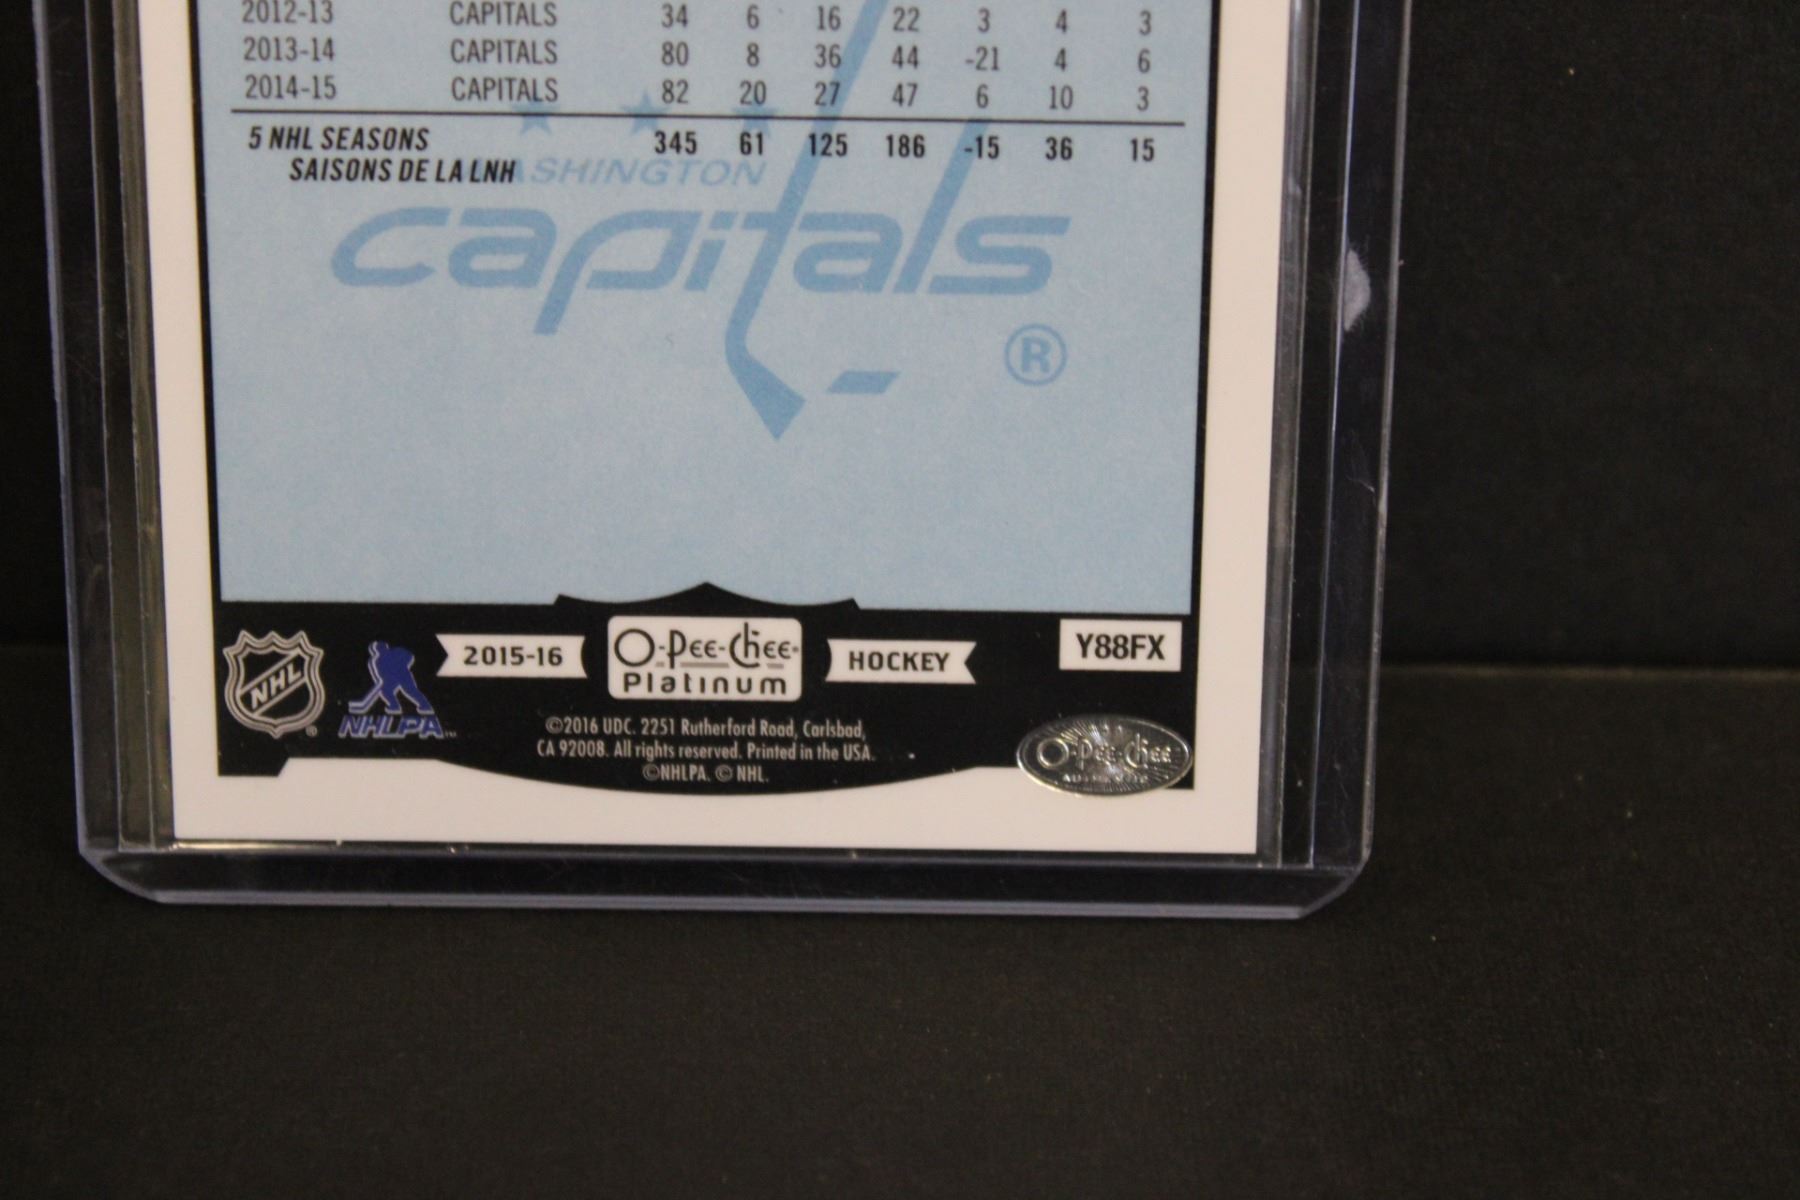 2012-13 CAPITALS 34 6 16 22 3 4 3
2013-14 CAPITALS 80 8 36 44 -21 4 6
2014-15 CAPITALS 82 20 27 47 6 10 3
5 NHL SEASONS 345 61 125 186 -15 36 15
SAISONS DE LA LNH
ASHINGTON
capitals
®
NHL ®
NHLPA
2015-16 O-Pee-Chee Platinum HOCKEY
Y88FX
©2016 UDC. 2251 Rutherford Road, Carlsbad,
CA 92008. All rights reserved. Printed in the USA.
©NHLPA. © NHL.
O-Pee-Chee